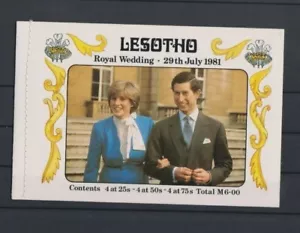 LESOTHO
Royal Wedding - 29th July 1981
Contents 4 at 25s - 4 at 50s - 4 at 75s Total M6-00